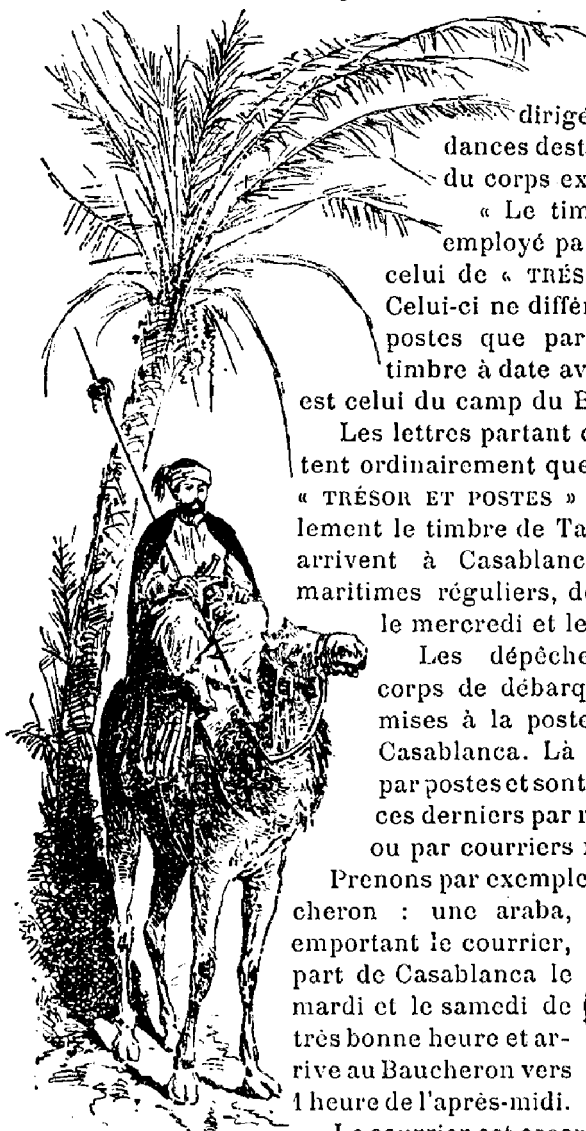 dirigé
dances dest
du corps ex
« Le tim
employé pa
celui de « TRÉS
Celui-ci ne différ
postes que par
timbre à date av
est celui du camp du B
Les lettres partant d
tent ordinairement que
« TRÉSOR ET POSTES »
lement le timbre de Ta
arrivent à Casablanc
maritimes réguliers, d
le mercredi et le
Les dépêche
corps de débarq
mises à la poste
Casablanca. Là
par postes et sont
ces derniers par
ou par courriers
Prenons par exemple
cheron : une araba,
emportant le courrier,
part de Casablanca le
mardi et le samedi de
très bonne heure et ar-
rive au Baucheron vers
1 heure de l'après-midi.
Le courrier est